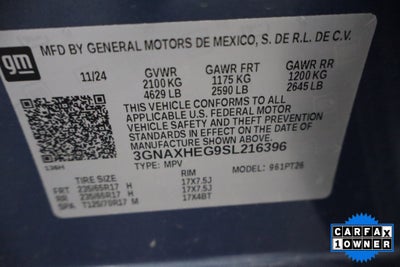 gm
MFD BY GENERAL MOTORS DE MEXICO, S. DE R.L. DE C.V.
11/24 GVWR GAWR FRT GAWR RR
2100 KG 1175 KG 1200 KG
4629 LB 2590 LB 2645 LB
THIS VEHICLE CONFORMS TO ALL
APPLICABLE U.S. FEDERAL MOTOR
VEHICLE SAFETY AND THEFT PREVENTION
STANDARDS IN EFFECT ON THE DATE OF
MANUFACTURE SHOWN ABOVE.
3GNAXHEG9SL216396
136H TYPE: MPV MODEL: 961PT26
TIRE SIZE RIM
FRT 235/65R17 H 17X7.5J
RR 235/65R17 H 17X7.5J
SPA T125/70R17 M 17X4BT
CARFAX
1 OWNER